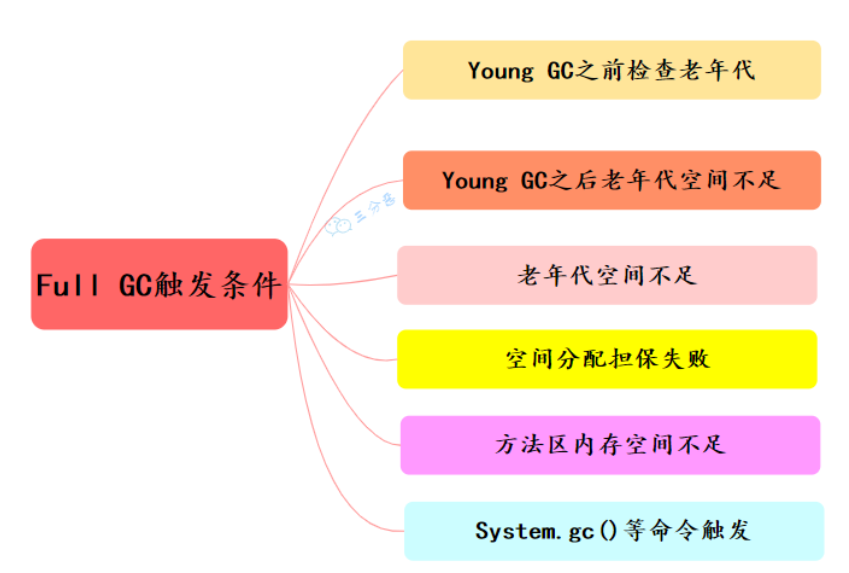 Young GC之前检查老年代
Young GC之后老年代空间不足
三分恶
Full GC触发条件
老年代空间不足
空间分配担保失败
方法区内存空间不足
System.gc()等命令触发